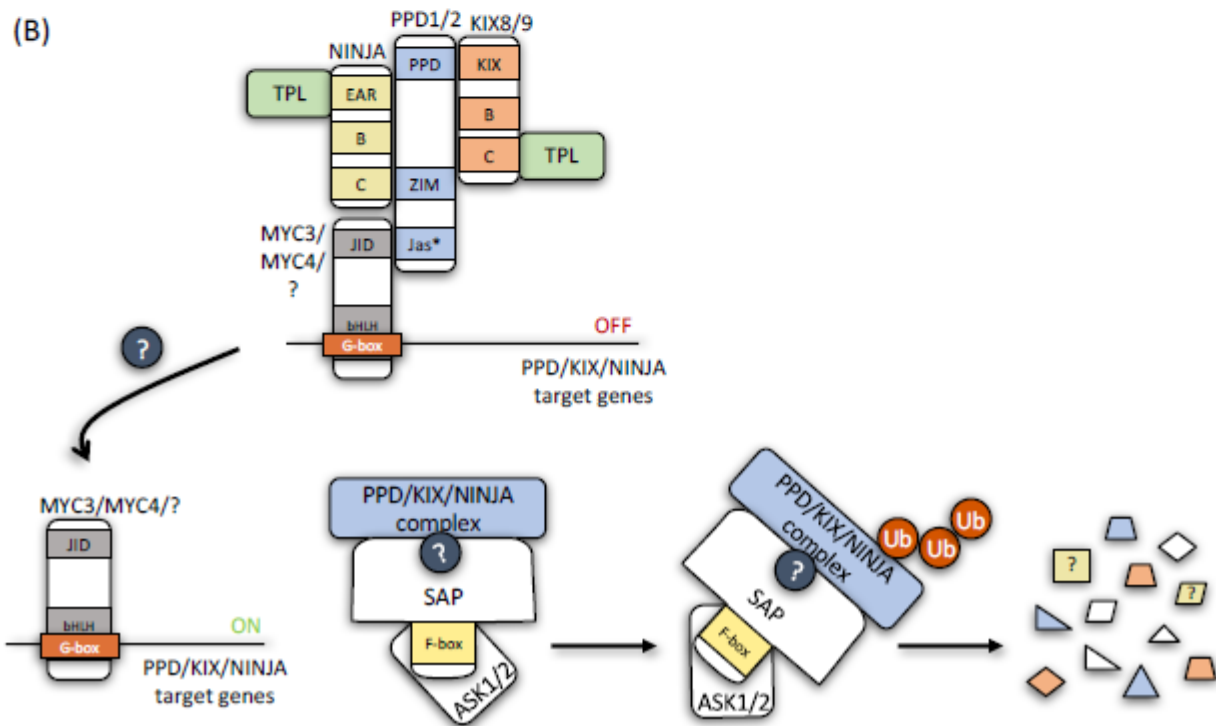 (B)
PPD1/2 KIX8/9
NINJA
TPL
EAR
PPD
KIX
B
B
C
TPL
C
ZIM
MYC3/
MYC4/
?
JID
Jas*
bHLH
G-box
OFF
PPD/KIX/NINJA
target genes
?
MYC3/MYC4/?
JID
bHLH
G-box
ON
PPD/KIX/NINJA
target genes
PPD/KIX/NINJA
complex
?
SAP
F-box
ASK1/2
PPD/KIX/NINJA
complex
Ub
Ub
Ub
?
SAP
F-box
ASK1/2
?
?